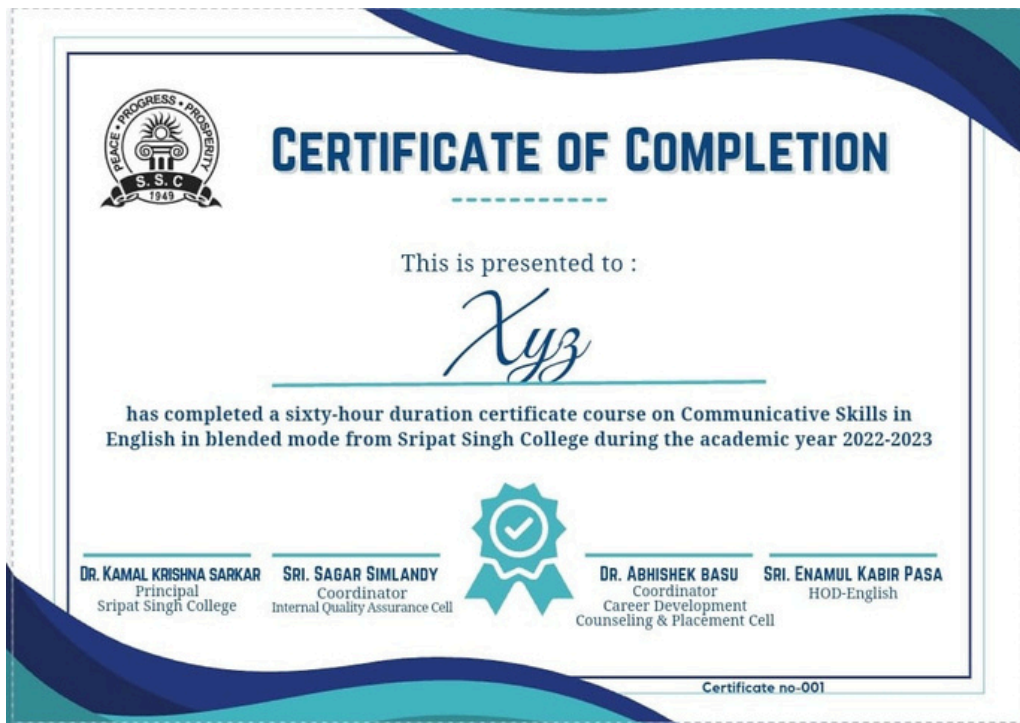 PEACE • PROGRESS • PROSPERITY
S. S. C
1949
CERTIFICATE OF COMPLETION
This is presented to :
Xyz
has completed a sixty-hour duration certificate course on Communicative Skills in
English in blended mode from Sripat Singh College during the academic year 2022-2023
DR. KAMAL KRISHNA SARKAR
Principal
Sripat Singh College
SRI. SAGAR SIMLANDY
Coordinator
Internal Quality Assurance Cell
DR. ABHISHEK BASU
Coordinator
Career Development
Counseling & Placement Cell
SRI. ENAMUL KABIR PASA
HOD-English
Certificate no-001